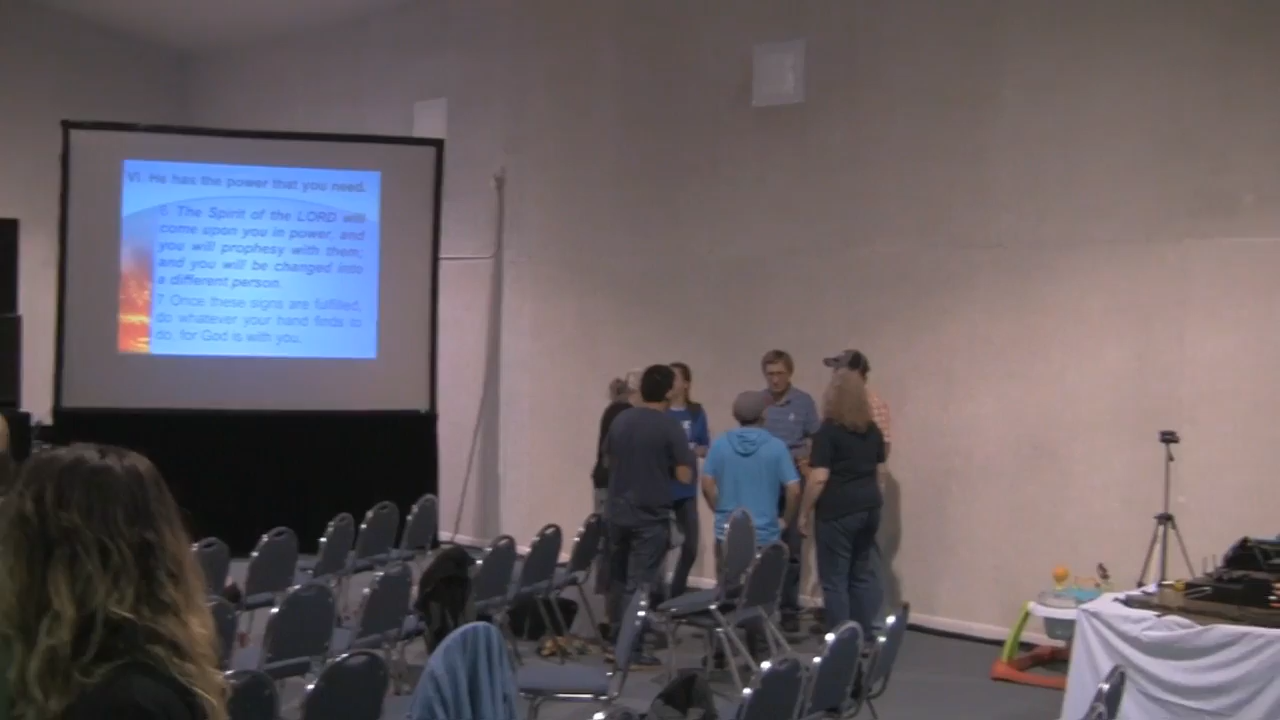 VI. He has the power that you need.
6 The Spirit of the LORD will
come upon you in power, and
you will prophesy with them;
and you will be changed into
a different person.
7 Once these signs are fulfilled,
do whatever your hand finds to
do, for God is with you.